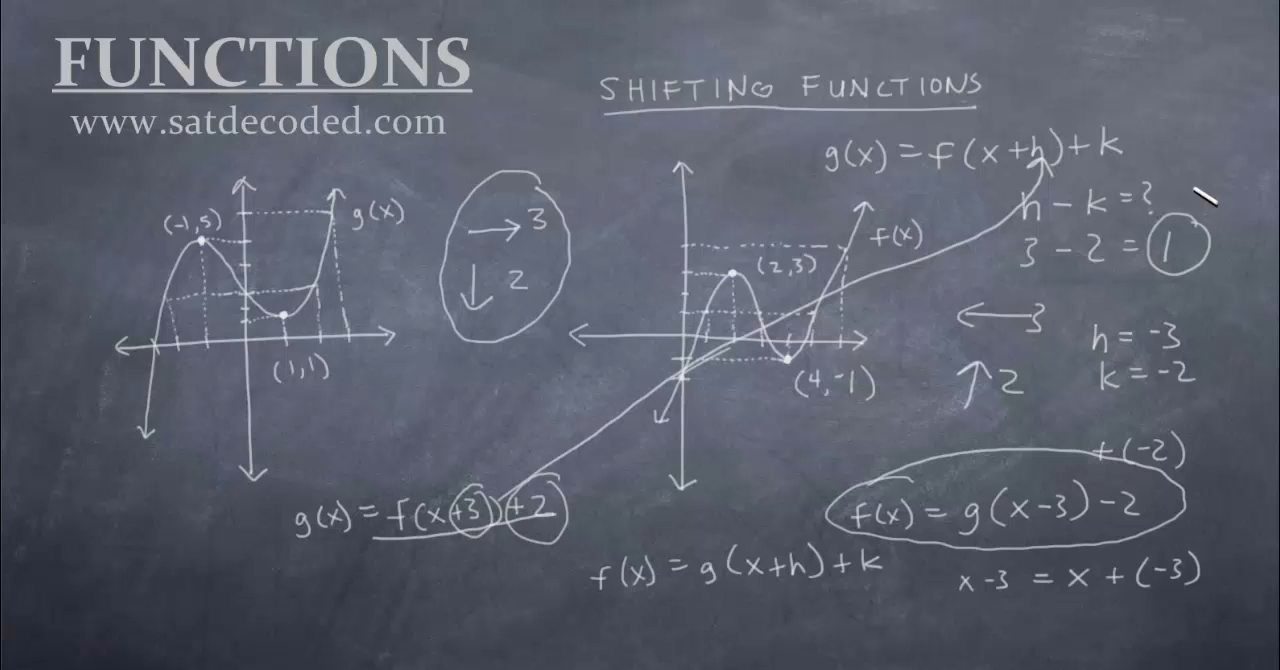 FUNCTIONS
www.satdecoded.com
SHIFTING FUNCTIONS
g(x) = f(x+h)+k
h - k = ?
3 - 2 = 1
(-1,5)
g(x)
(1,1)
→ 3
↓ 2
f(x)
(2,3)
(4,-1)
← 3
↑ 2
h = -3
k = -2
g(x) = f(x+3)+2
+(-2)
f(x) = g(x-3)-2
f(x) = g(x+h)+k
x-3 = x+(-3)